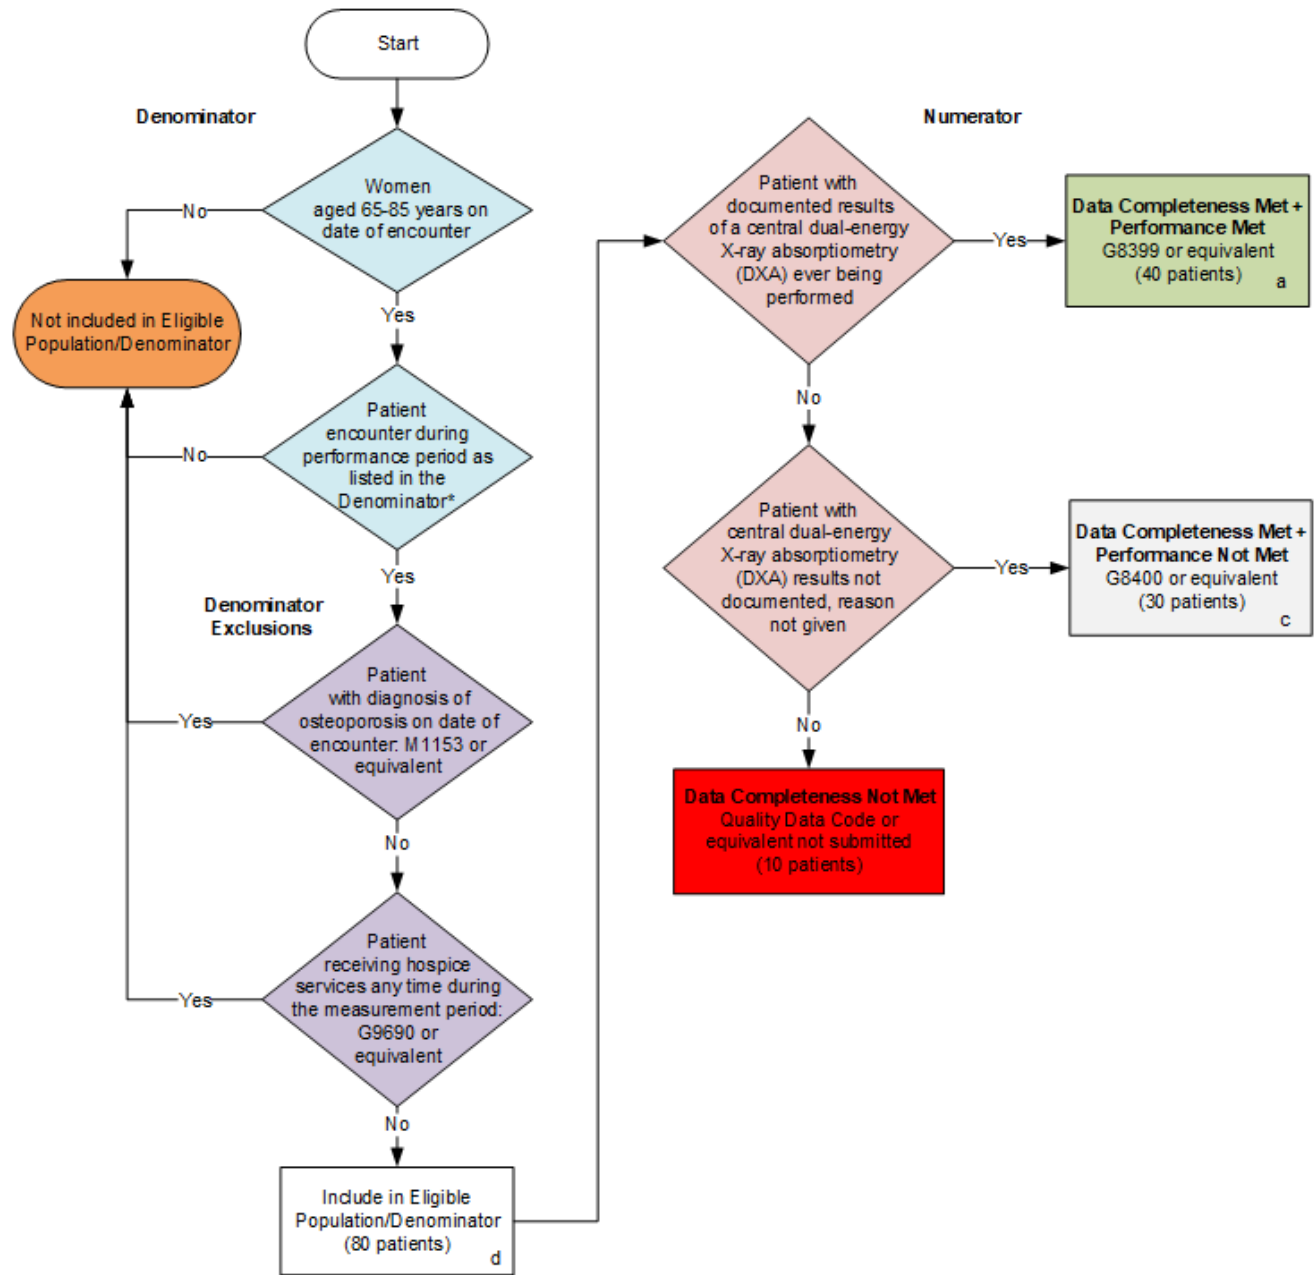 Start
Denominator
Women
aged 65-85 years on
date of encounter
No
Yes
Not included in Eligible
Population/Denominator
Patient
encounter during
performance period as
listed in the
Denominator*
No
Yes
Denominator
Exclusions
Patient
with diagnosis of
osteoporosis on date of
encounter: M1153 or
equivalent
Yes
No
Patient
receiving hospice
services any time during
the measurement period:
G9690 or
equivalent
Yes
No
Include in Eligible
Population/Denominator
(80 patients)
d
Numerator
Patient with
documented results
of a central dual-energy
X-ray absorptiometry
(DXA) ever being
performed
Yes
Data Completeness Met +
Performance Met
G8399 or equivalent
(40 patients)
a
No
Patient with
central dual-energy
X-ray absorptiometry
(DXA) results not
documented, reason
not given
Yes
Data Completeness Met +
Performance Not Met
G8400 or equivalent
(30 patients)
c
No
Data Completeness Not Met
Quality Data Code or
equivalent not submitted
(10 patients)